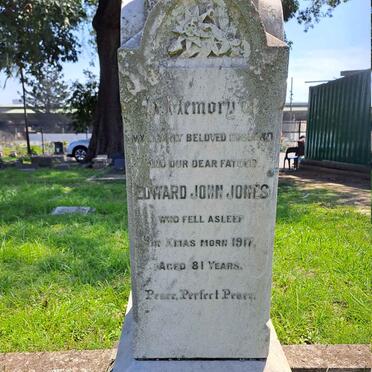 In Memory of
MY DEARLY BELOVED HUSBAND
AND OUR DEAR FATHER
EDWARD JOHN JONES
WHO FELL ASLEEP
ON XMAS MORN 1917,
AGED 81 YEARS.
Peace, Perfect Peace.